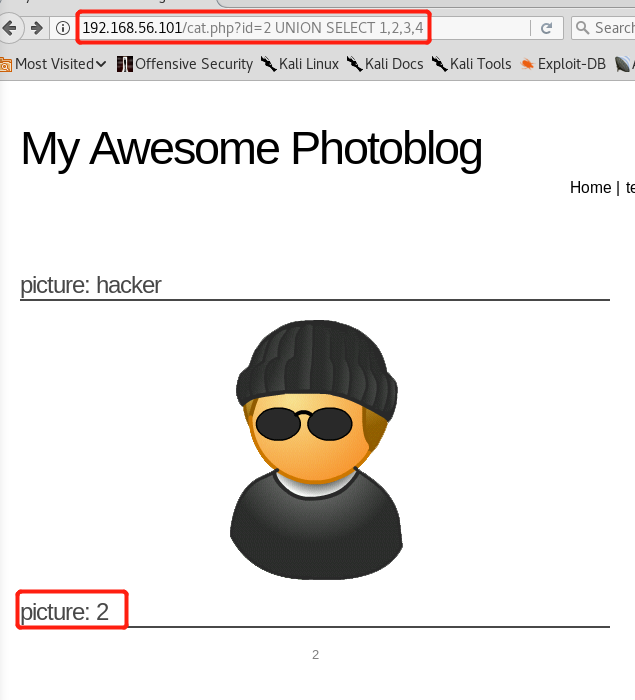 192.168.56.101/cat.php?id=2 UNION SELECT 1,2,3,4
Search
Most Visited Offensive Security Kali Linux Kali Docs Kali Tools Exploit-DB
My Awesome Photoblog
Home |
picture: hacker
picture: 2
2